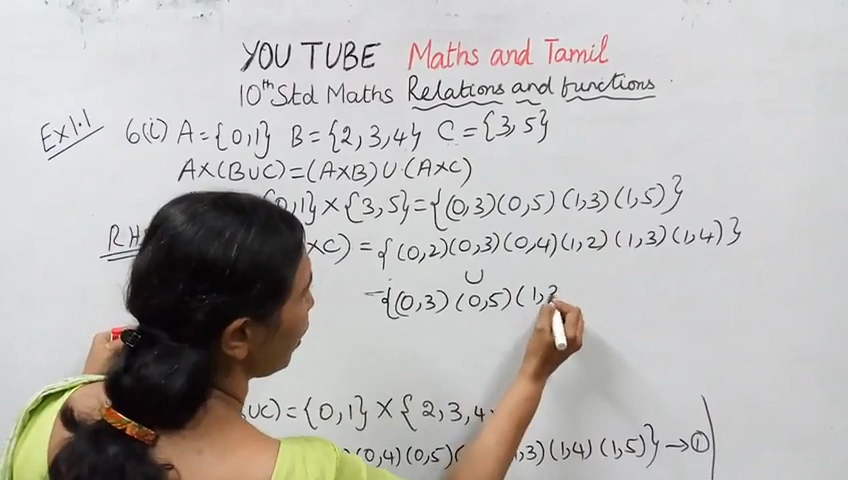 YOU TUBE Maths and Tamil
10th Std Maths Relations and functions
Ex 1.1 6(i) A={0,1} B={2,3,4} C={3,5}
A×(B∪C)=(A×B)∪(A×C)
0,1}×{3,5}={(0,3)(0,5)(1,3)(1,5)}
RH ×C)={(0,2)(0,3)(0,4)(1,2)(1,3)(1,4)}
∪
={(0,3)(0,5)(1,3
∪C)={0,1}×{2,3,4
(0,4)(0,5) ,3)(1,4)(1,5)}→①